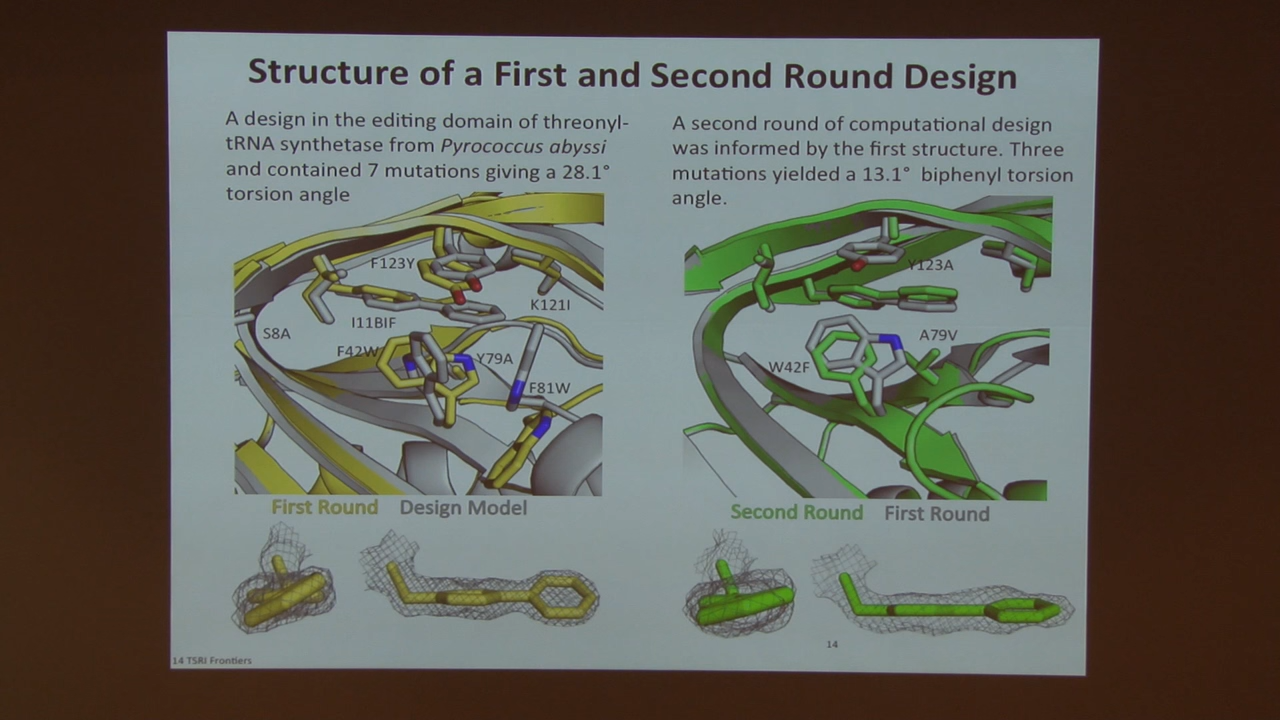 Structure of a First and Second Round Design
A design in the editing domain of threonyl-
tRNA synthetase from Pyrococcus abyssi
and contained 7 mutations giving a 28.1°
torsion angle
F123Y
K121I
S8A
I11BIF
F42W
Y79A
F81W
First Round Design Model
A second round of computational design
was informed by the first structure. Three
mutations yielded a 13.1° biphenyl torsion
angle.
Y123A
A79V
W42F
Second Round First Round
14
14 TSRI Frontiers